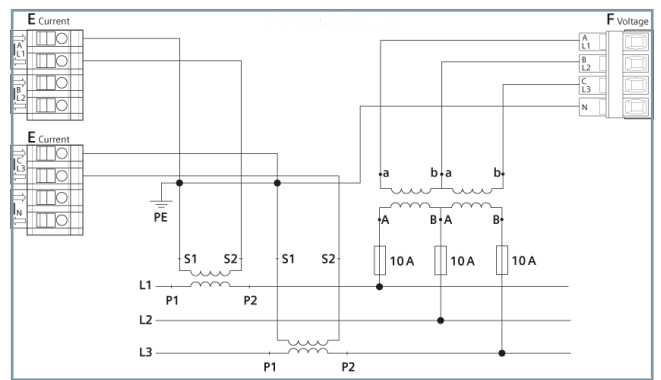 E Current
F Voltage
A
L1
B
L2
A
L1
B
L2
C
L3
N
E Current
C
L3
N
a
b
a
b
PE
A
B
A
B
S1
S2
S1
S2
10 A
10 A
10 A
L1
P1
P2
L2
L3
P1
P2